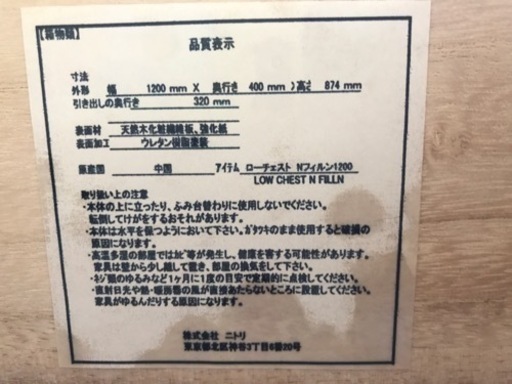 【箱物類】
品質表示
寸法
外形 幅 1200 mm X 奥行き 400 mm 高さ 874 mm
引き出しの奥行き 320 mm
表面材 天然木化粧繊維板、強化紙
表面加工 ウレタン樹脂塗装
原産国 中国 アイテム ローチェスト Nフィルン1200
LOW CHEST N FILLN
取り扱い上の注意
・本体の上に立ったり、ふみ台替わりに使用しないでください。
転倒してけがをするおそれがあります。
・本体は水平を保つようにおいて下さい。ガタツキのまま使用すると破損の
原因になります。
・高温多湿の部屋ではカビ等が発生し、健康を害する可能性があります。
家具は壁から少し離して置き、部屋の換気をして下さい。
・ネジ類のゆるみなど1ヶ月に1度の目安で定期的に点検してください。
・直射日光や熱・暖房等の風が直接あたらないところに設置してください。
家具がゆるんだりする原因になります。
株式会社 ニトリ
東京都北区神谷3丁目6番20号